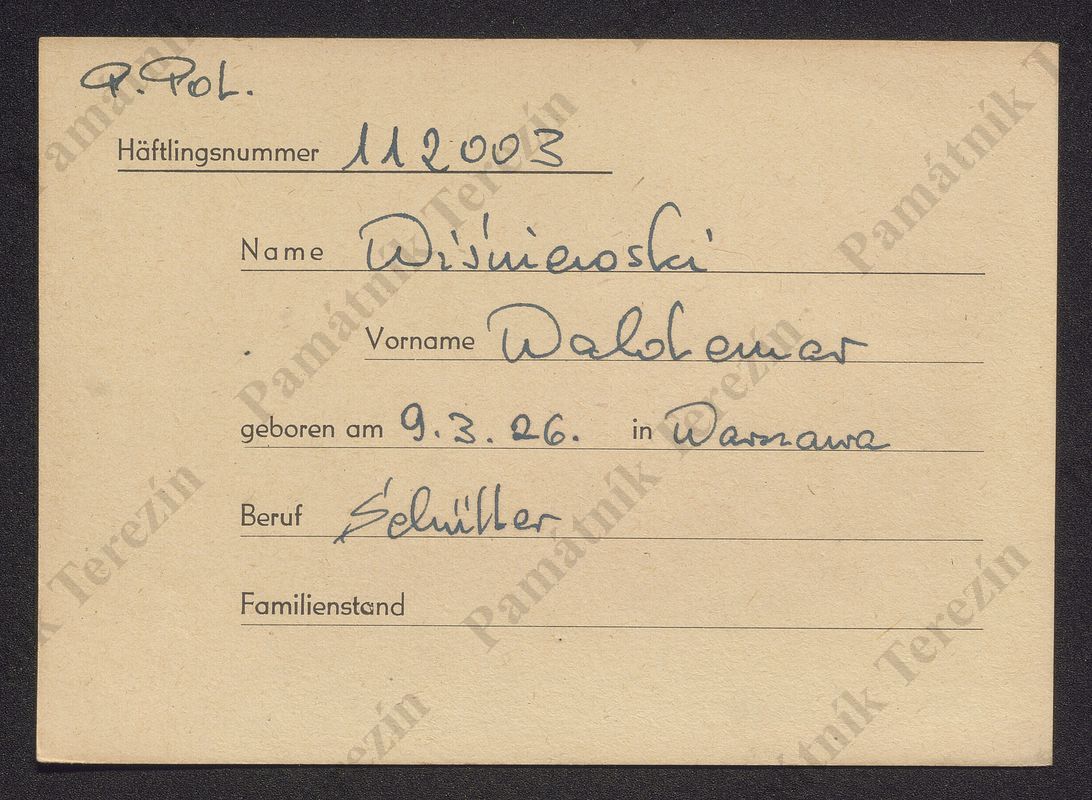 P. Pol.
Häftlingsnummer 112003
Name Wiśniewski
Vorname Waldemar
geboren am 9.3.26. in Warszawa
Beruf Schüller
Familienstand
Památník Terezín